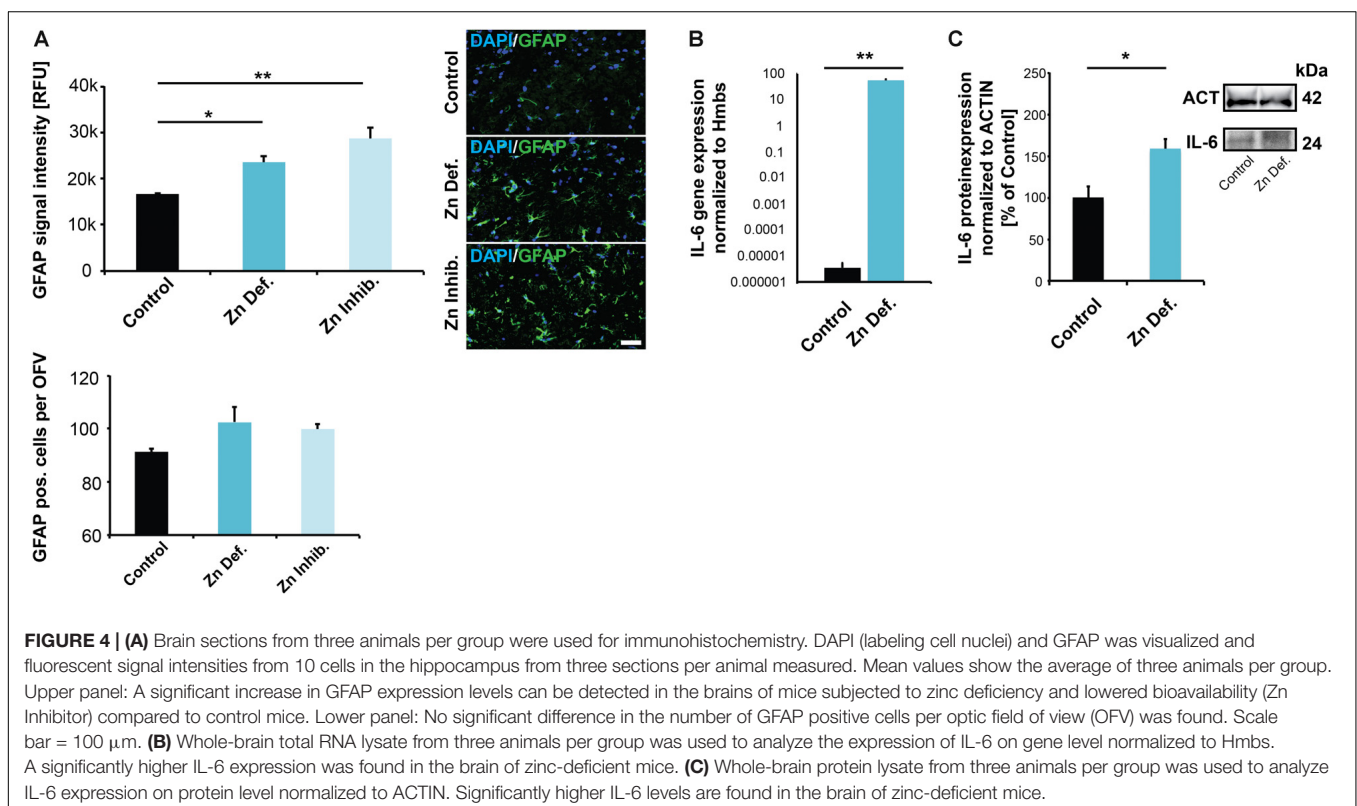 A
GFAP signal intensity [RFU]
40k
30k
20k
10k
0
**
*
Control
Zn Def.
Zn Inhib.
DAPI/GFAP
Control
DAPI/GFAP
Zn Def.
DAPI/GFAP
Zn Inhib.
GFAP pos. cells per OFV
120
100
80
60
Control
Zn Def.
Zn Inhib.
B
IL-6 gene expression
normalized to Hmbs
**
100
10
1
0.1
0.01
0.001
0.0001
0.00001
0.000001
Control
Zn Def.
C
IL-6 proteinexpression
normalized to ACTIN
[% of Control]
*
300
250
200
150
100
50
0
Control
Zn Def.
kDa
ACT
42
IL-6
24
Control
Zn Def.
FIGURE 4 | (A) Brain sections from three animals per group were used for immunohistochemistry. DAPI (labeling cell nuclei) and GFAP was visualized and
fluorescent signal intensities from 10 cells in the hippocampus from three sections per animal measured. Mean values show the average of three animals per group.
Upper panel: A significant increase in GFAP expression levels can be detected in the brains of mice subjected to zinc deficiency and lowered bioavailability (Zn
Inhibitor) compared to control mice. Lower panel: No significant difference in the number of GFAP positive cells per optic field of view (OFV) was found. Scale
bar = 100 μm. (B) Whole-brain total RNA lysate from three animals per group was used to analyze the expression of IL-6 on gene level normalized to Hmbs.
A significantly higher IL-6 expression was found in the brain of zinc-deficient mice. (C) Whole-brain protein lysate from three animals per group was used to analyze
IL-6 expression on protein level normalized to ACTIN. Significantly higher IL-6 levels are found in the brain of zinc-deficient mice.